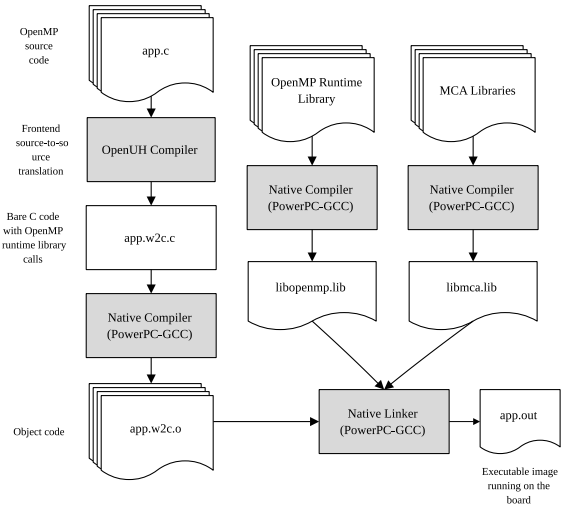 OpenMP
source
code
app.c
OpenMP Runtime
Library
MCA Libraries
Frontend
source-to-so
urce
translation
OpenUH Compiler
Native Compiler
(PowerPC-GCC)
Native Compiler
(PowerPC-GCC)
Bare C code
with OpenMP
runtime library
calls
app.w2c.c
libopenmp.lib
libmca.lib
Native Compiler
(PowerPC-GCC)
Object code
app.w2c.o
Native Linker
(PowerPC-GCC)
app.out
Executable image
running on the
board